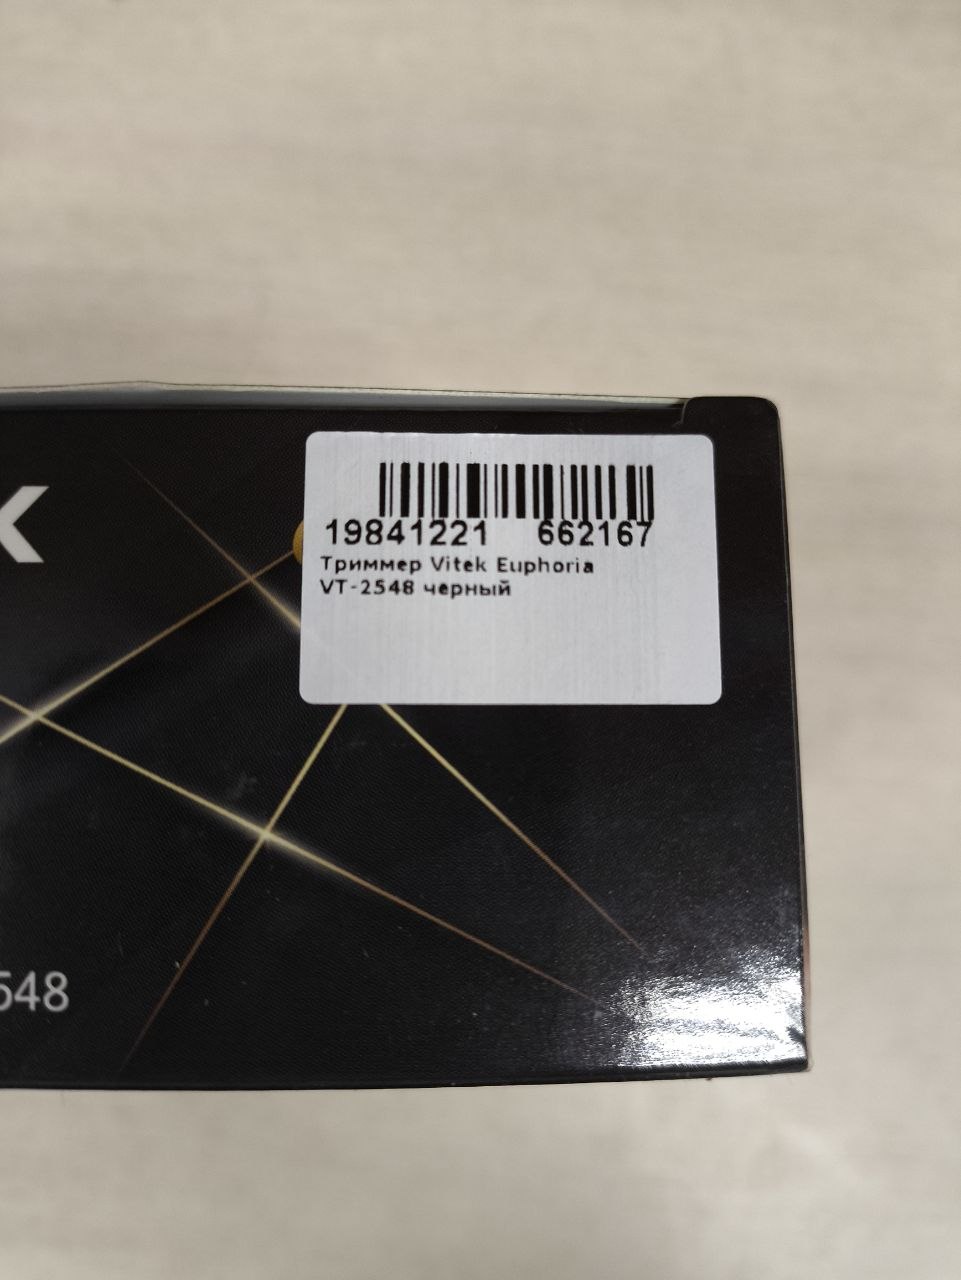 K
19841221 662167
Триммер Vitek Euphoria
VT-2548 черный
548